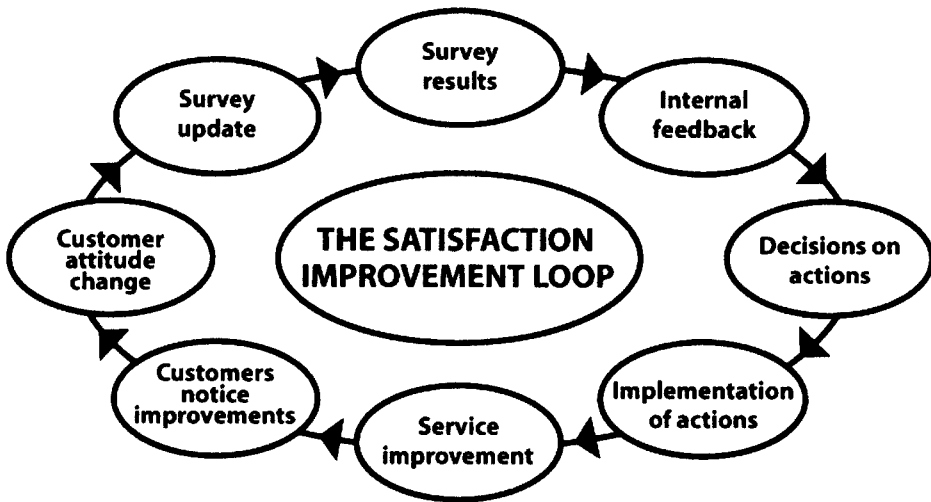 Survey
results
Internal
feedback
Decisions on
actions
Implementation
of actions
Service
improvement
Customers
notice
improvements
Customer
attitude
change
Survey
update
THE SATISFACTION
IMPROVEMENT LOOP